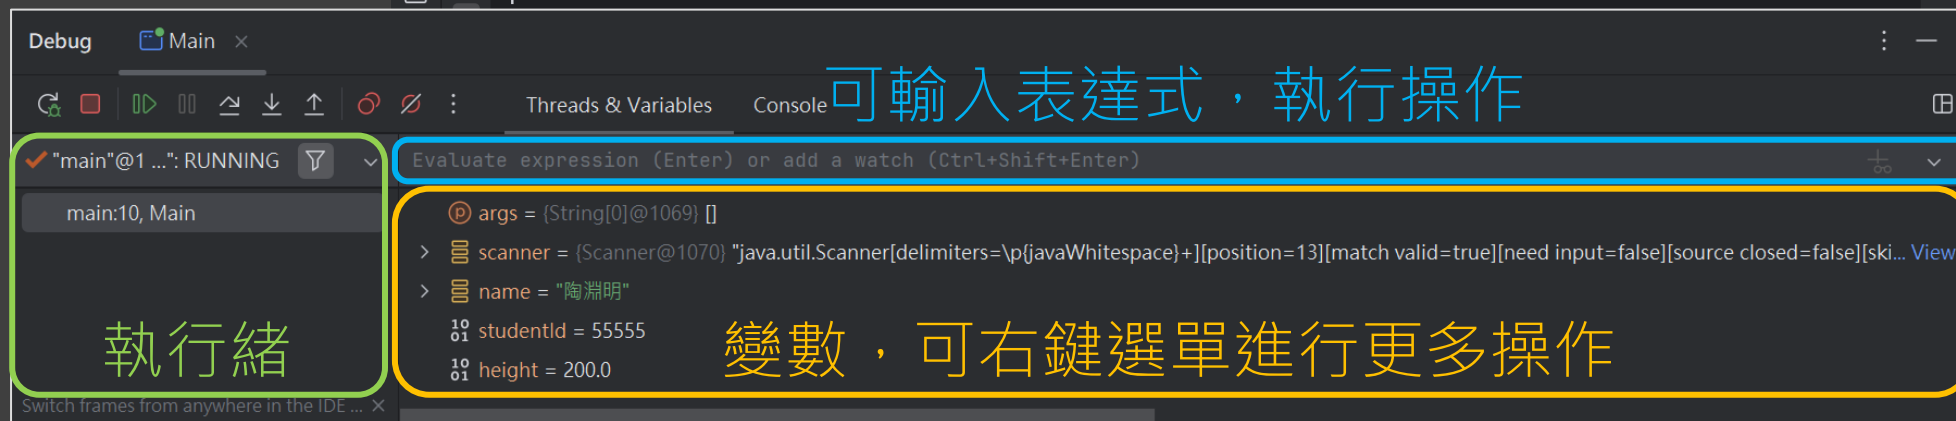 Debug Main
可輸入表達式，執行操作
Threads & Variables Console
"main"@1 ...": RUNNING
Evaluate expression (Enter) or add a watch (Ctrl+Shift+Enter)
main:10, Main
args = {String[0]@1069} []
scanner = {Scanner@1070} "java.util.Scanner[delimiters=\p{javaWhitespace}+][position=13][match valid=true][need input=false][source closed=false][ski... View
name = "陶淵明"
studentId = 55555
height = 200.0
執行緒
變數，可右鍵選單進行更多操作
Switch frames from anywhere in the IDE ...